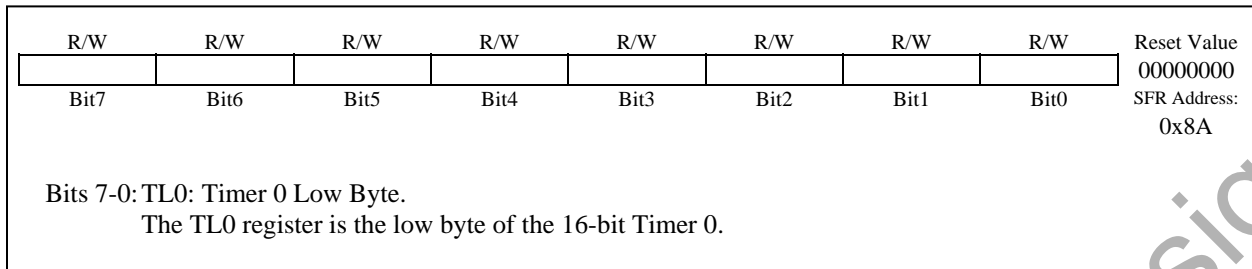 R/W R/W R/W R/W R/W R/W R/W R/W Reset Value
00000000
Bit7 Bit6 Bit5 Bit4 Bit3 Bit2 Bit1 Bit0 SFR Address:
0x8A
Bits 7-0: TL0: Timer 0 Low Byte.
The TL0 register is the low byte of the 16-bit Timer 0.